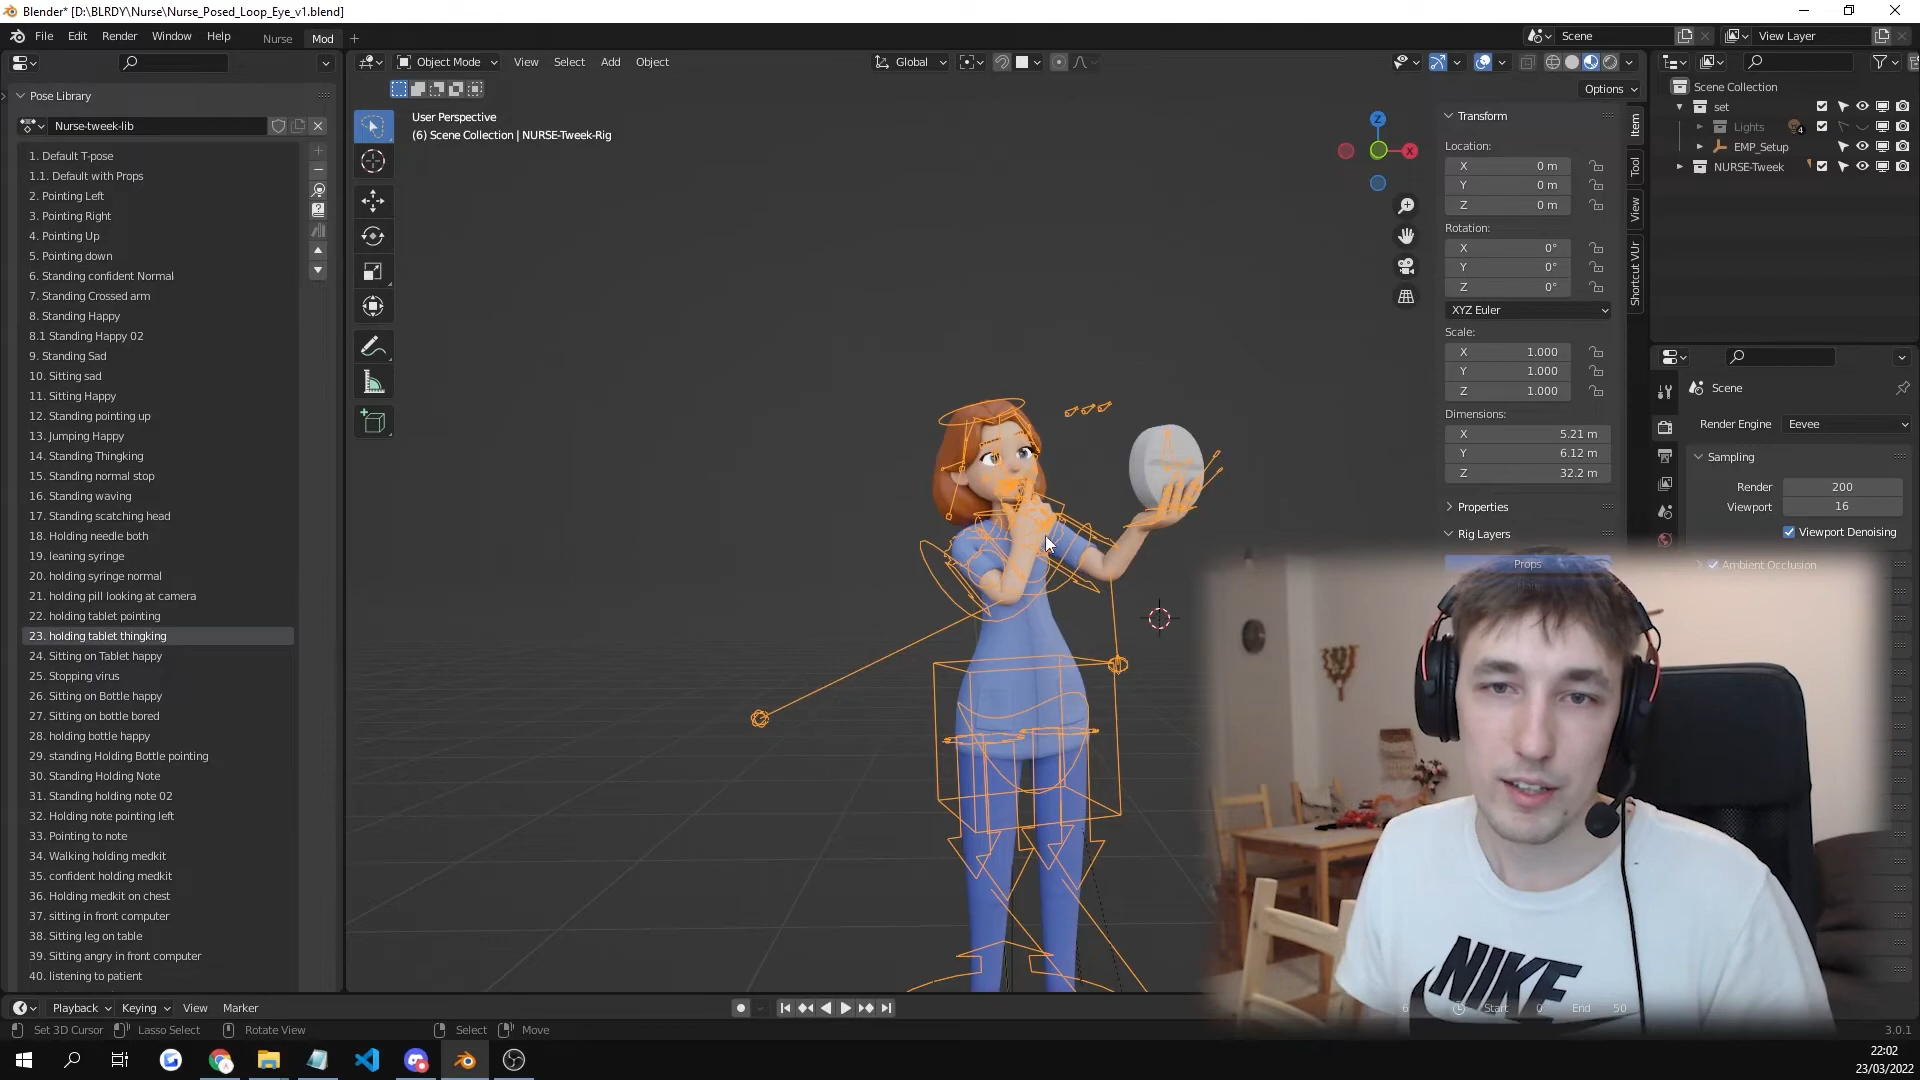 Blender* [D:\BLRDY\Nurse\Nurse_Posed_Loop_Eye_v1.blend]
File Edit Render Window Help Nurse Mod
Scene View Layer
Object Mode View Select Add Object Global
Options
Pose Library
Nurse-tweek-lib
1. Default T-pose
1.1. Default with Props
2. Pointing Left
3. Pointing Right
4. Pointing Up
5. Pointing down
6. Standing confident Normal
7. Standing Crossed arm
8. Standing Happy
8.1 Standing Happy 02
9. Standing Sad
10. Sitting sad
11. Sitting Happy
12. Standing pointing up
13. Jumping Happy
14. Standing Thingking
15. Standing normal stop
16. Standing waving
17. Standing scatching head
18. Holding needle both
19. leaning syringe
20. holding syringe normal
21. holding pill looking at camera
22. holding tablet pointing
23. holding tablet thingking
24. Sitting on Tablet happy
25. Stopping virus
26. Sitting on Bottle happy
27. Sitting on bottle bored
28. holding bottle happy
29. standing Holding Bottle pointing
30. Standing Holding Note
31. Standing holding note 02
32. Holding note pointing left
33. Pointing to note
34. Walking holding medkit
35. confident holding medkit
36. Holding medkit on chest
37. sitting in front computer
38. Sitting leg on table
39. Sitting angry in front computer
40. listening to patient
User Perspective
(6) Scene Collection | NURSE-Tweek-Rig
Z
X
Transform
Location:
X 0 m
Y 0 m
Z 0 m
Rotation:
X 0°
Y 0°
Z 0°
XYZ Euler
Scale:
X 1.000
Y 1.000
Z 1.000
Dimensions:
X 5.21 m
Y 6.12 m
Z 32.2 m
Properties
Rig Layers
Props
Item
Tool
View
Shortcut VUr
Scene Collection
set
Lights 4
EMP_Setup
NURSE-Tweek
Scene
Render Engine Eevee
Sampling
Render 200
Viewport 16
Viewport Denoising
Ambient Occlusion
NIKE
Playback Keying View Marker
6 Start 0 End 50
Set 3D Cursor Lasso Select Rotate View Select Move
3.0.1
22:02
23/03/2022